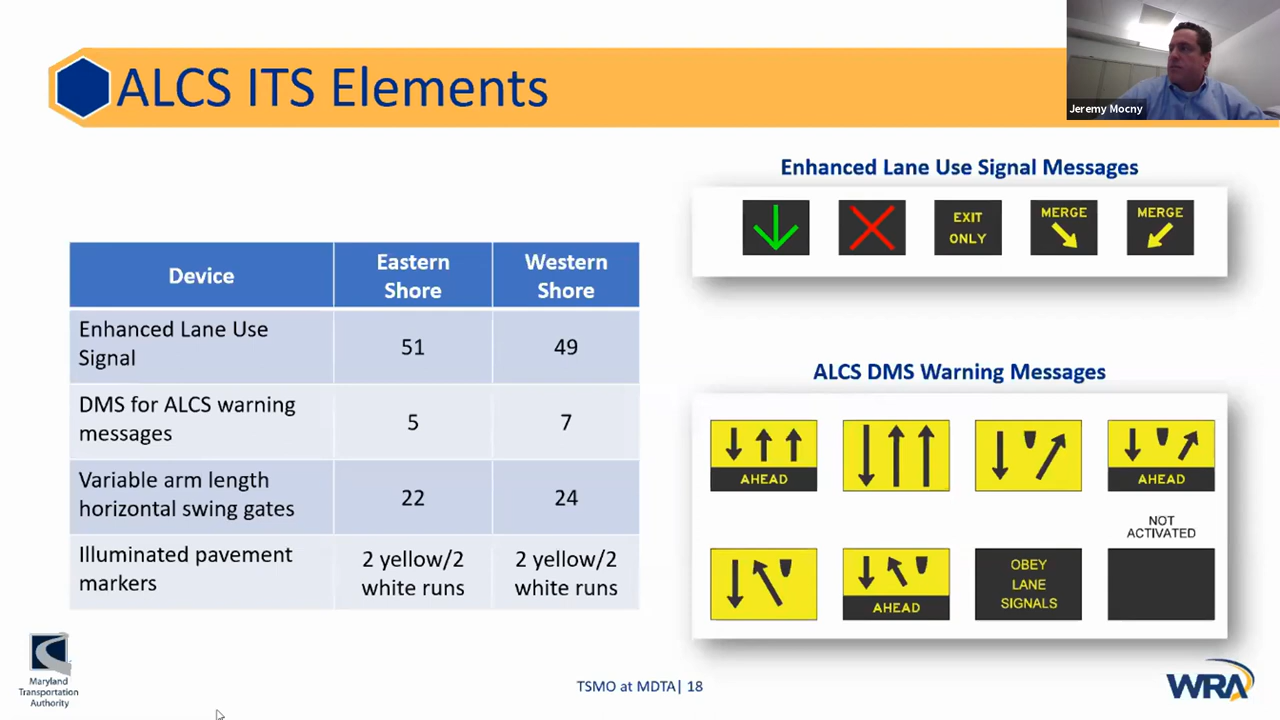 ALCS ITS Elements
Jeremy Mocny
Device
Eastern
Shore
Western
Shore
Enhanced Lane Use
Signal
51
49
DMS for ALCS warning
messages
5
7
Variable arm length
horizontal swing gates
22
24
Illuminated pavement
markers
2 yellow/2
white runs
2 yellow/2
white runs
Enhanced Lane Use Signal Messages
EXIT
ONLY
MERGE
MERGE
ALCS DMS Warning Messages
AHEAD
AHEAD
NOT
ACTIVATED
AHEAD
OBEY
LANE
SIGNALS
Maryland
Transportation
Authority
TSMO at MDTA| 18
WRA